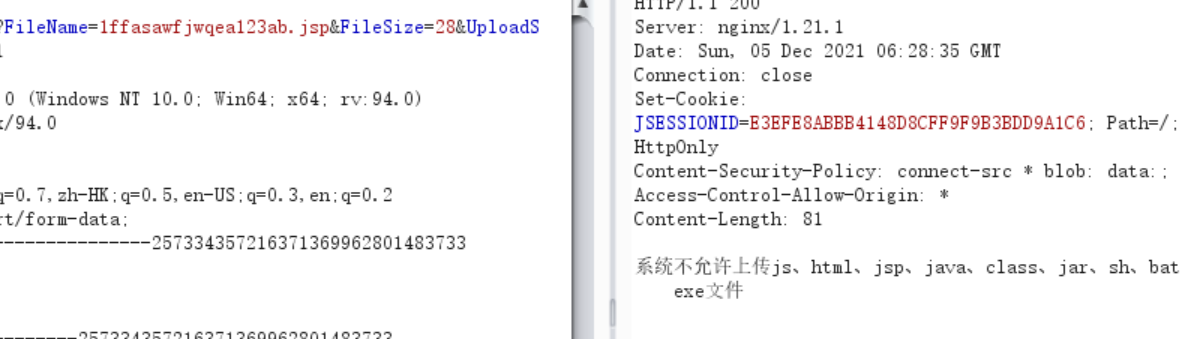 ?FileName=1ffasawfjwqea123ab.jsp&FileSize=28&UploadS
1
.0 (Windows NT 10.0; Win64; x64; rv:94.0)
x/94.0
q=0.7,zh-HK;q=0.5,en-US;q=0.3,en;q=0.2
rt/form-data;
---------------257334357216371369962801483733
--------257334357216371369962801483733
HTTP/1.1 200
Server: nginx/1.21.1
Date: Sun, 05 Dec 2021 06:28:35 GMT
Connection: close
Set-Cookie:
JSESSIONID=E3EFE8ABBB4148D8CFF9F9B3BDD9A1C6; Path=/;
HttpOnly
Content-Security-Policy: connect-src * blob: data:;
Access-Control-Allow-Origin: *
Content-Length: 81
系统不允许上传js、html、jsp、java、class、jar、sh、bat
exe文件